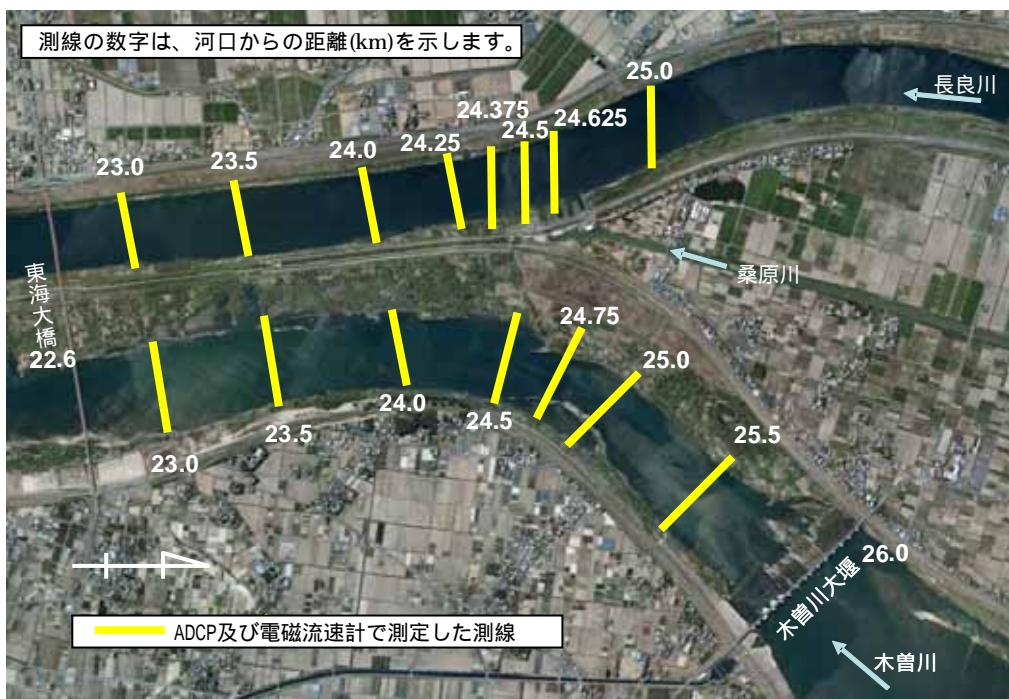 測線の数字は、河口からの距離(km)を示します。
25.0
長良川
24.375
24.5
24.625
24.25
24.0
23.5
23.0
桑原川
東海大橋
22.6
24.75
25.0
24.0
24.5
23.5
23.0
25.5
26.0
木曽川大堰
木曽川
ADCP及び電磁流速計で測定した測線